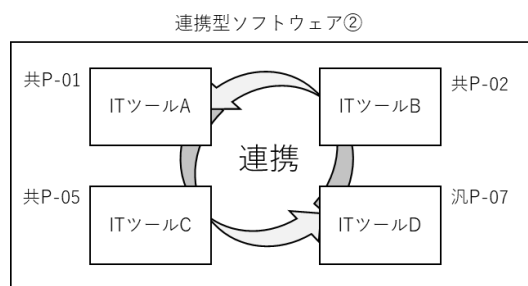 連携型ソフトウェア②
共P-01
ITツールA
ITツールB
共P-02
連携
共P-05
ITツールC
ITツールD
汎P-07